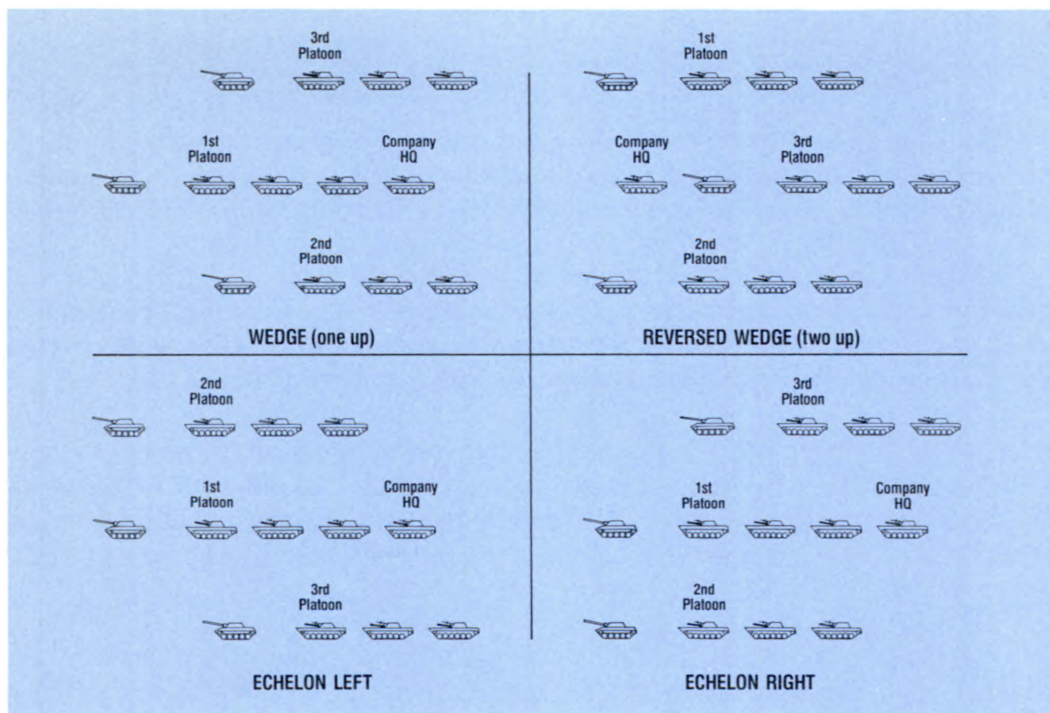 3rd
Platoon
1st
Platoon
Company
HQ
2nd
Platoon
WEDGE (one up)
1st
Platoon
Company
HQ
3rd
Platoon
2nd
Platoon
REVERSED WEDGE (two up)
2nd
Platoon
1st
Platoon
Company
HQ
3rd
Platoon
ECHELON LEFT
3rd
Platoon
1st
Platoon
Company
HQ
2nd
Platoon
ECHELON RIGHT